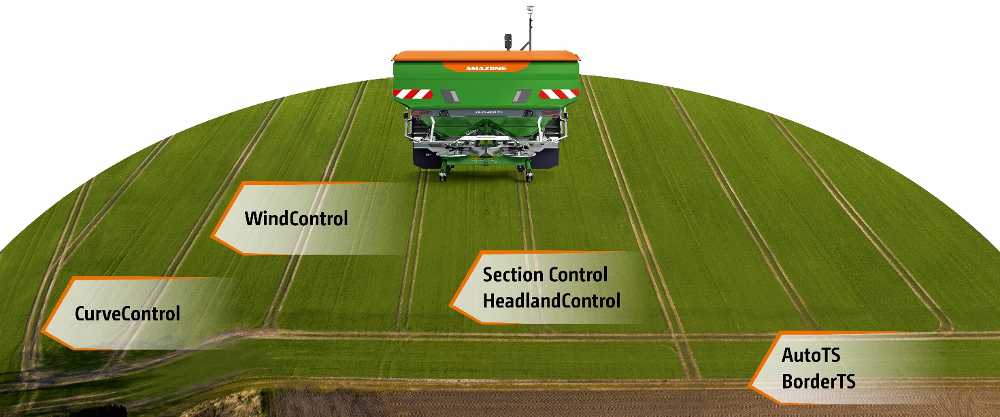 AMAZONE
WindControl
Section Control
HeadlandControl
CurveControl
AutoTS
BorderTS